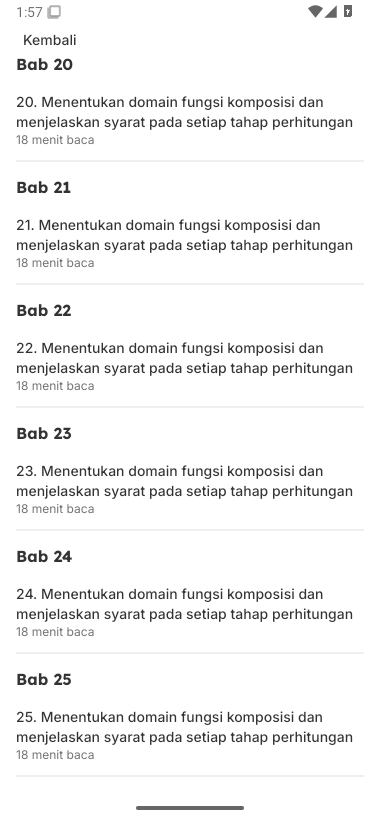 1:57
Kembali
Bab 20
20. Menentukan domain fungsi komposisi dan
menjelaskan syarat pada setiap tahap perhitungan
18 menit baca
Bab 21
21. Menentukan domain fungsi komposisi dan
menjelaskan syarat pada setiap tahap perhitungan
18 menit baca
Bab 22
22. Menentukan domain fungsi komposisi dan
menjelaskan syarat pada setiap tahap perhitungan
18 menit baca
Bab 23
23. Menentukan domain fungsi komposisi dan
menjelaskan syarat pada setiap tahap perhitungan
18 menit baca
Bab 24
24. Menentukan domain fungsi komposisi dan
menjelaskan syarat pada setiap tahap perhitungan
18 menit baca
Bab 25
25. Menentukan domain fungsi komposisi dan
menjelaskan syarat pada setiap tahap perhitungan
18 menit baca